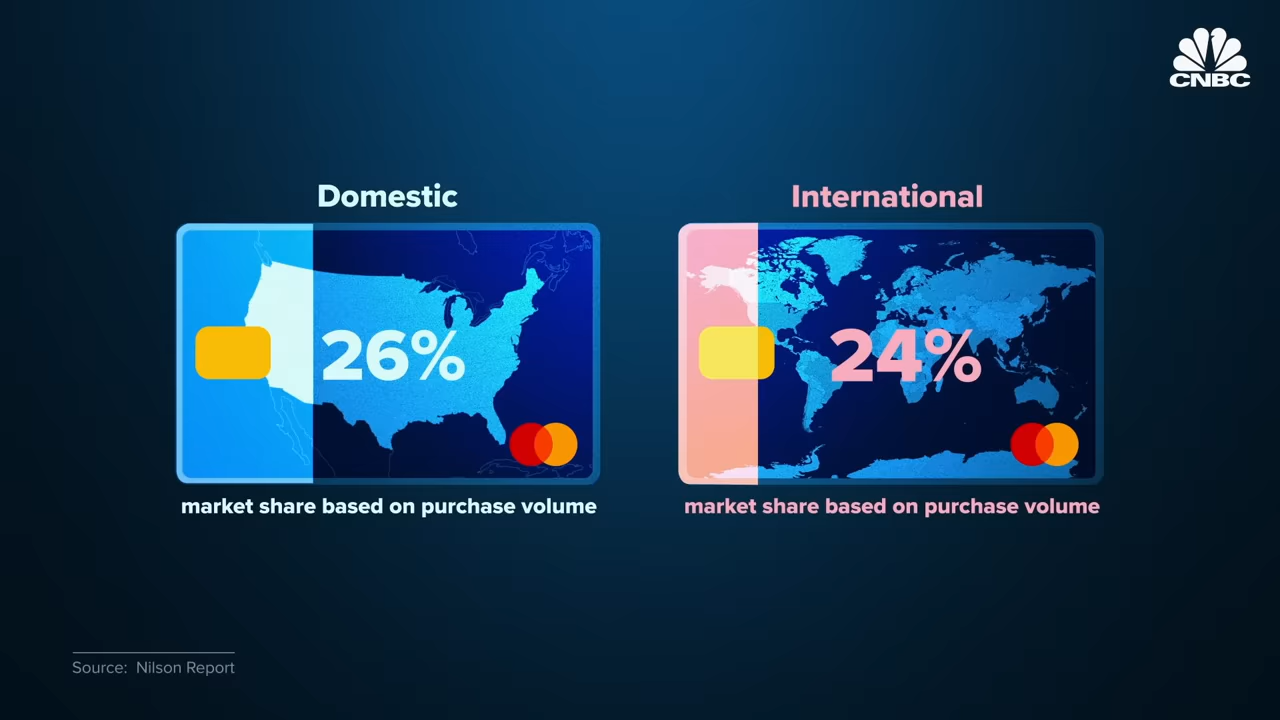 CNBC
Domestic
International
26%
24%
market share based on purchase volume
market share based on purchase volume
Source: Nilson Report